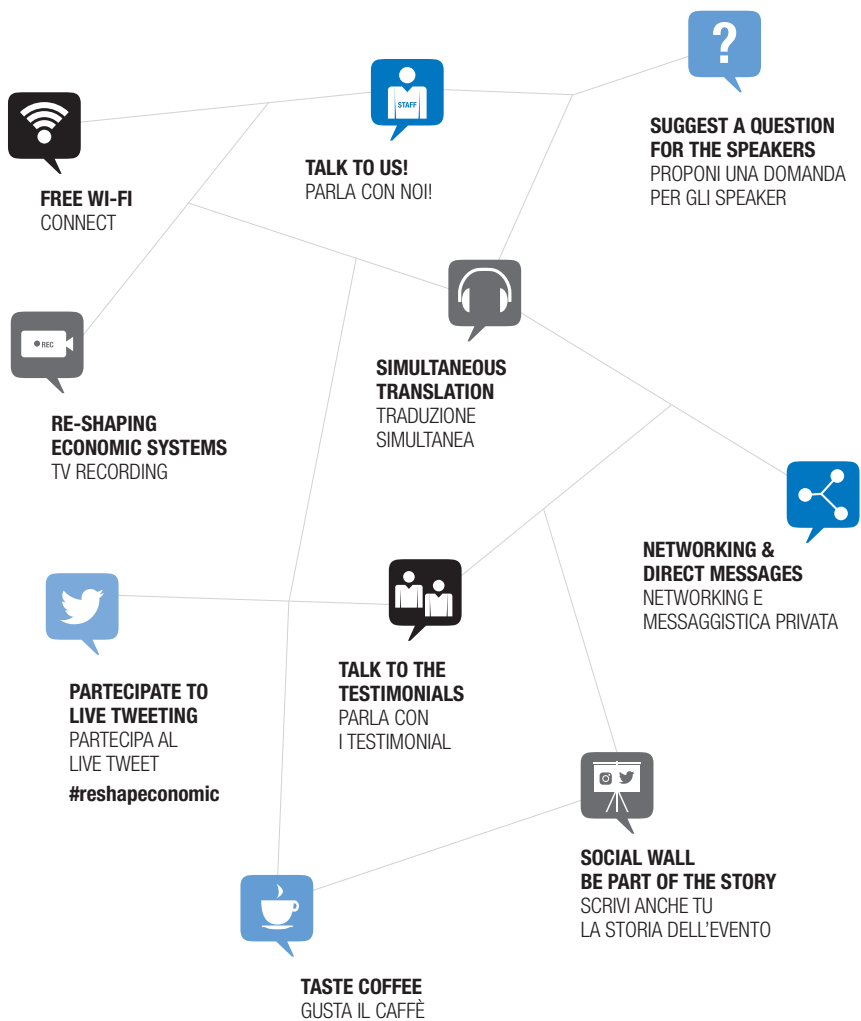 ?
STAFF
SUGGEST A QUESTION
FOR THE SPEAKERS
PROPONI UNA DOMANDA
PER GLI SPEAKER
TALK TO US!
PARLA CON NOI!
FREE WI-FI
CONNECT
REC
SIMULTANEOUS
TRANSLATION
TRADUZIONE
SIMULTANEA
RE-SHAPING
ECONOMIC SYSTEMS
TV RECORDING
NETWORKING &
DIRECT MESSAGES
NETWORKING E
MESSAGGISTICA PRIVATA
TALK TO THE
TESTIMONIALS
PARLA CON
I TESTIMONIAL
PARTECIPATE TO
LIVE TWEETING
PARTECIPA AL
LIVE TWEET
#reshapeconomic
SOCIAL WALL
BE PART OF THE STORY
SCRIVI ANCHE TU
LA STORIA DELL'EVENTO
TASTE COFFEE
GUSTA IL CAFFÈ